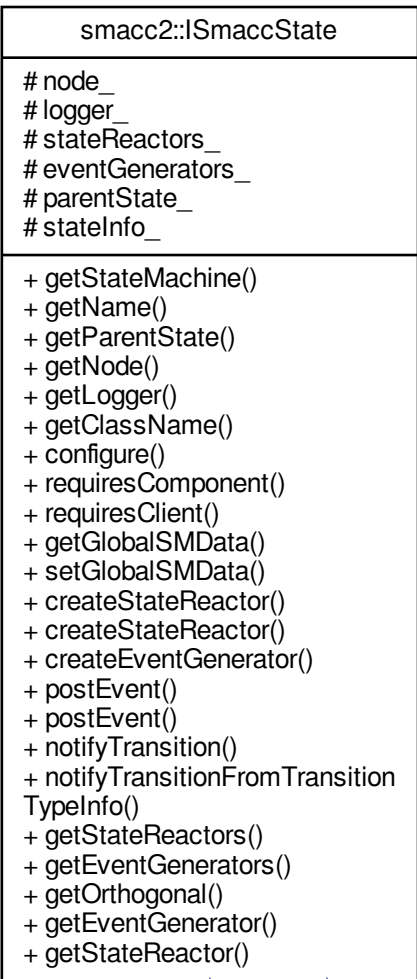 smacc2::ISmaccState
# node_
# logger_
# stateReactors_
# eventGenerators_
# parentState_
# stateInfo_
+ getStateMachine()
+ getName()
+ getParentState()
+ getNode()
+ getLogger()
+ getClassName()
+ configure()
+ requiresComponent()
+ requiresClient()
+ getGlobalSMData()
+ setGlobalSMData()
+ createStateReactor()
+ createStateReactor()
+ createEventGenerator()
+ postEvent()
+ postEvent()
+ notifyTransition()
+ notifyTransitionFromTransition
TypeInfo()
+ getStateReactors()
+ getEventGenerators()
+ getOrthogonal()
+ getEventGenerator()
+ getStateReactor()